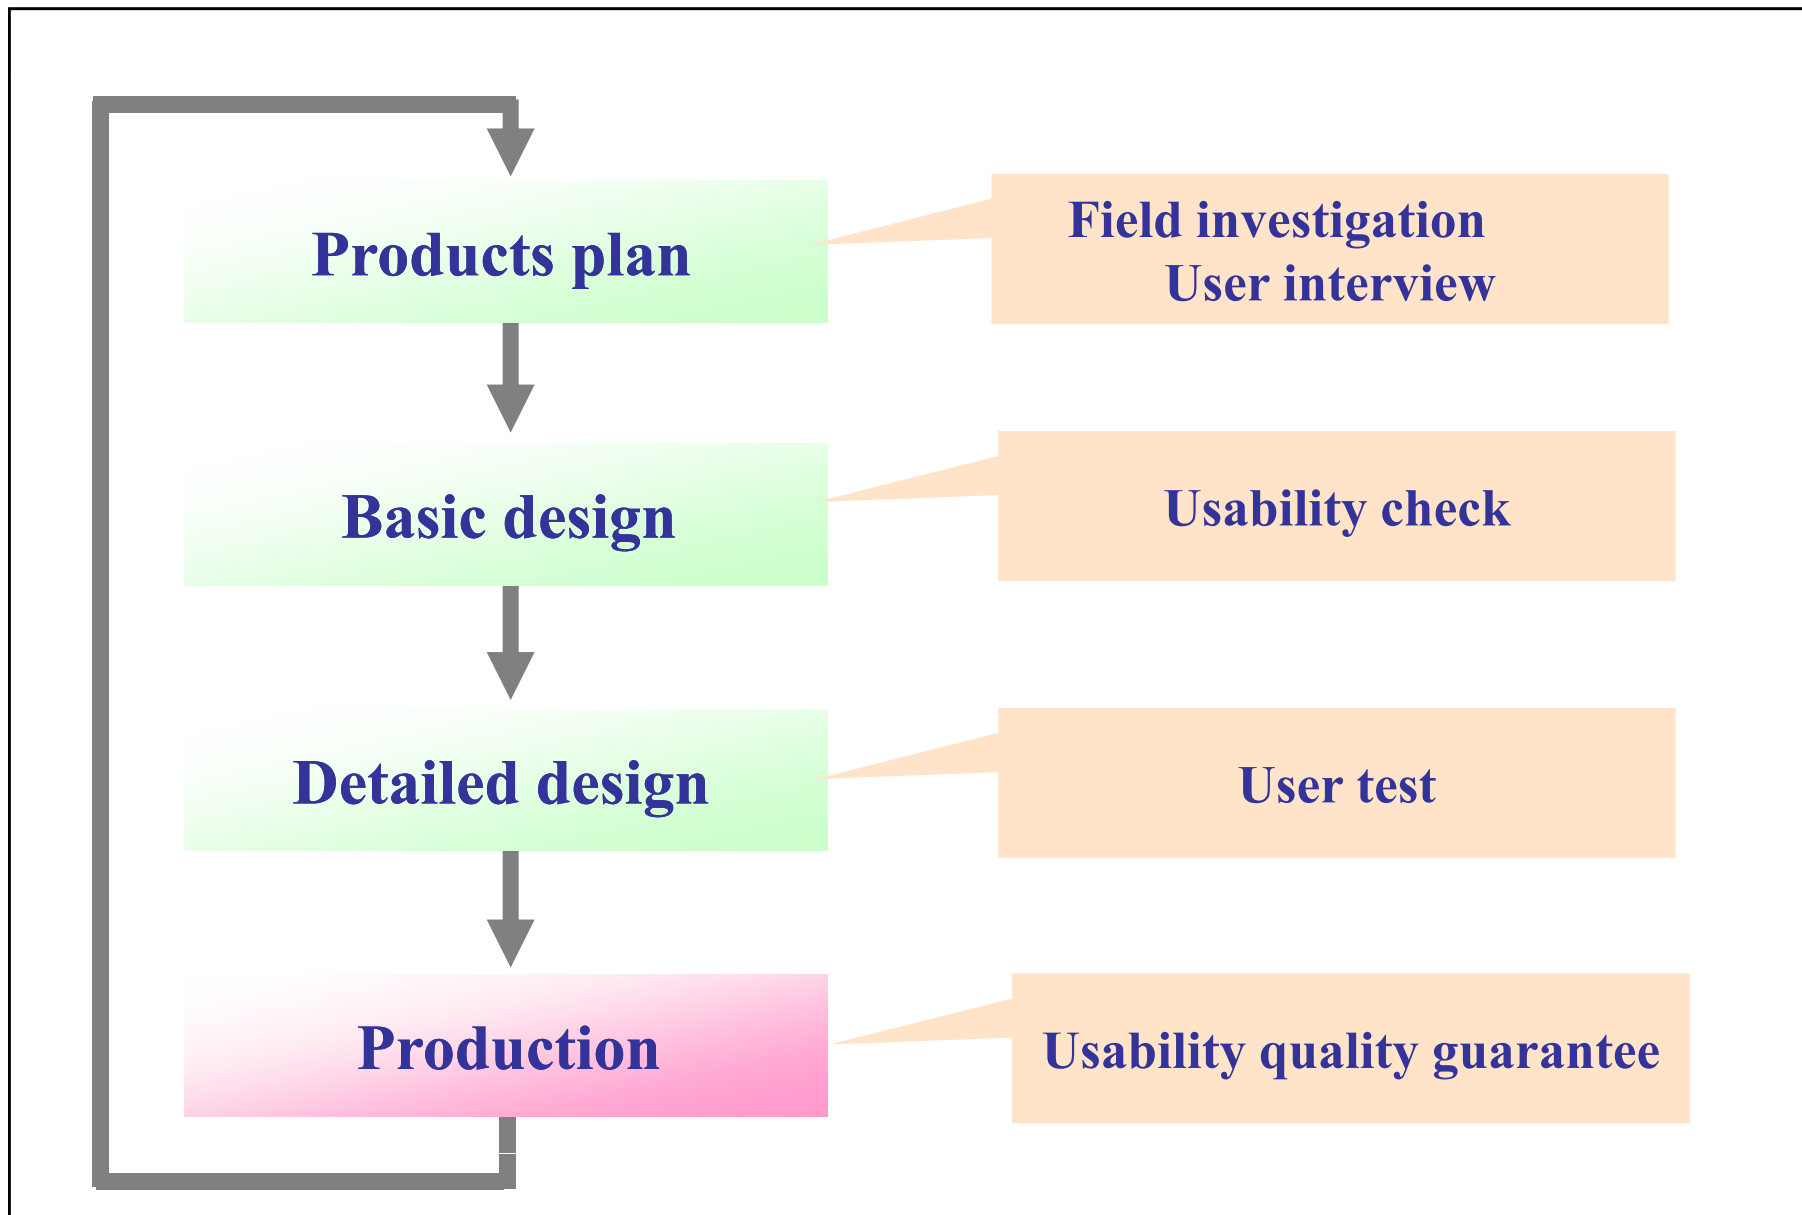 Products plan
Field investigation
User interview
Basic design
Usability check
Detailed design
User test
Production
Usability quality guarantee